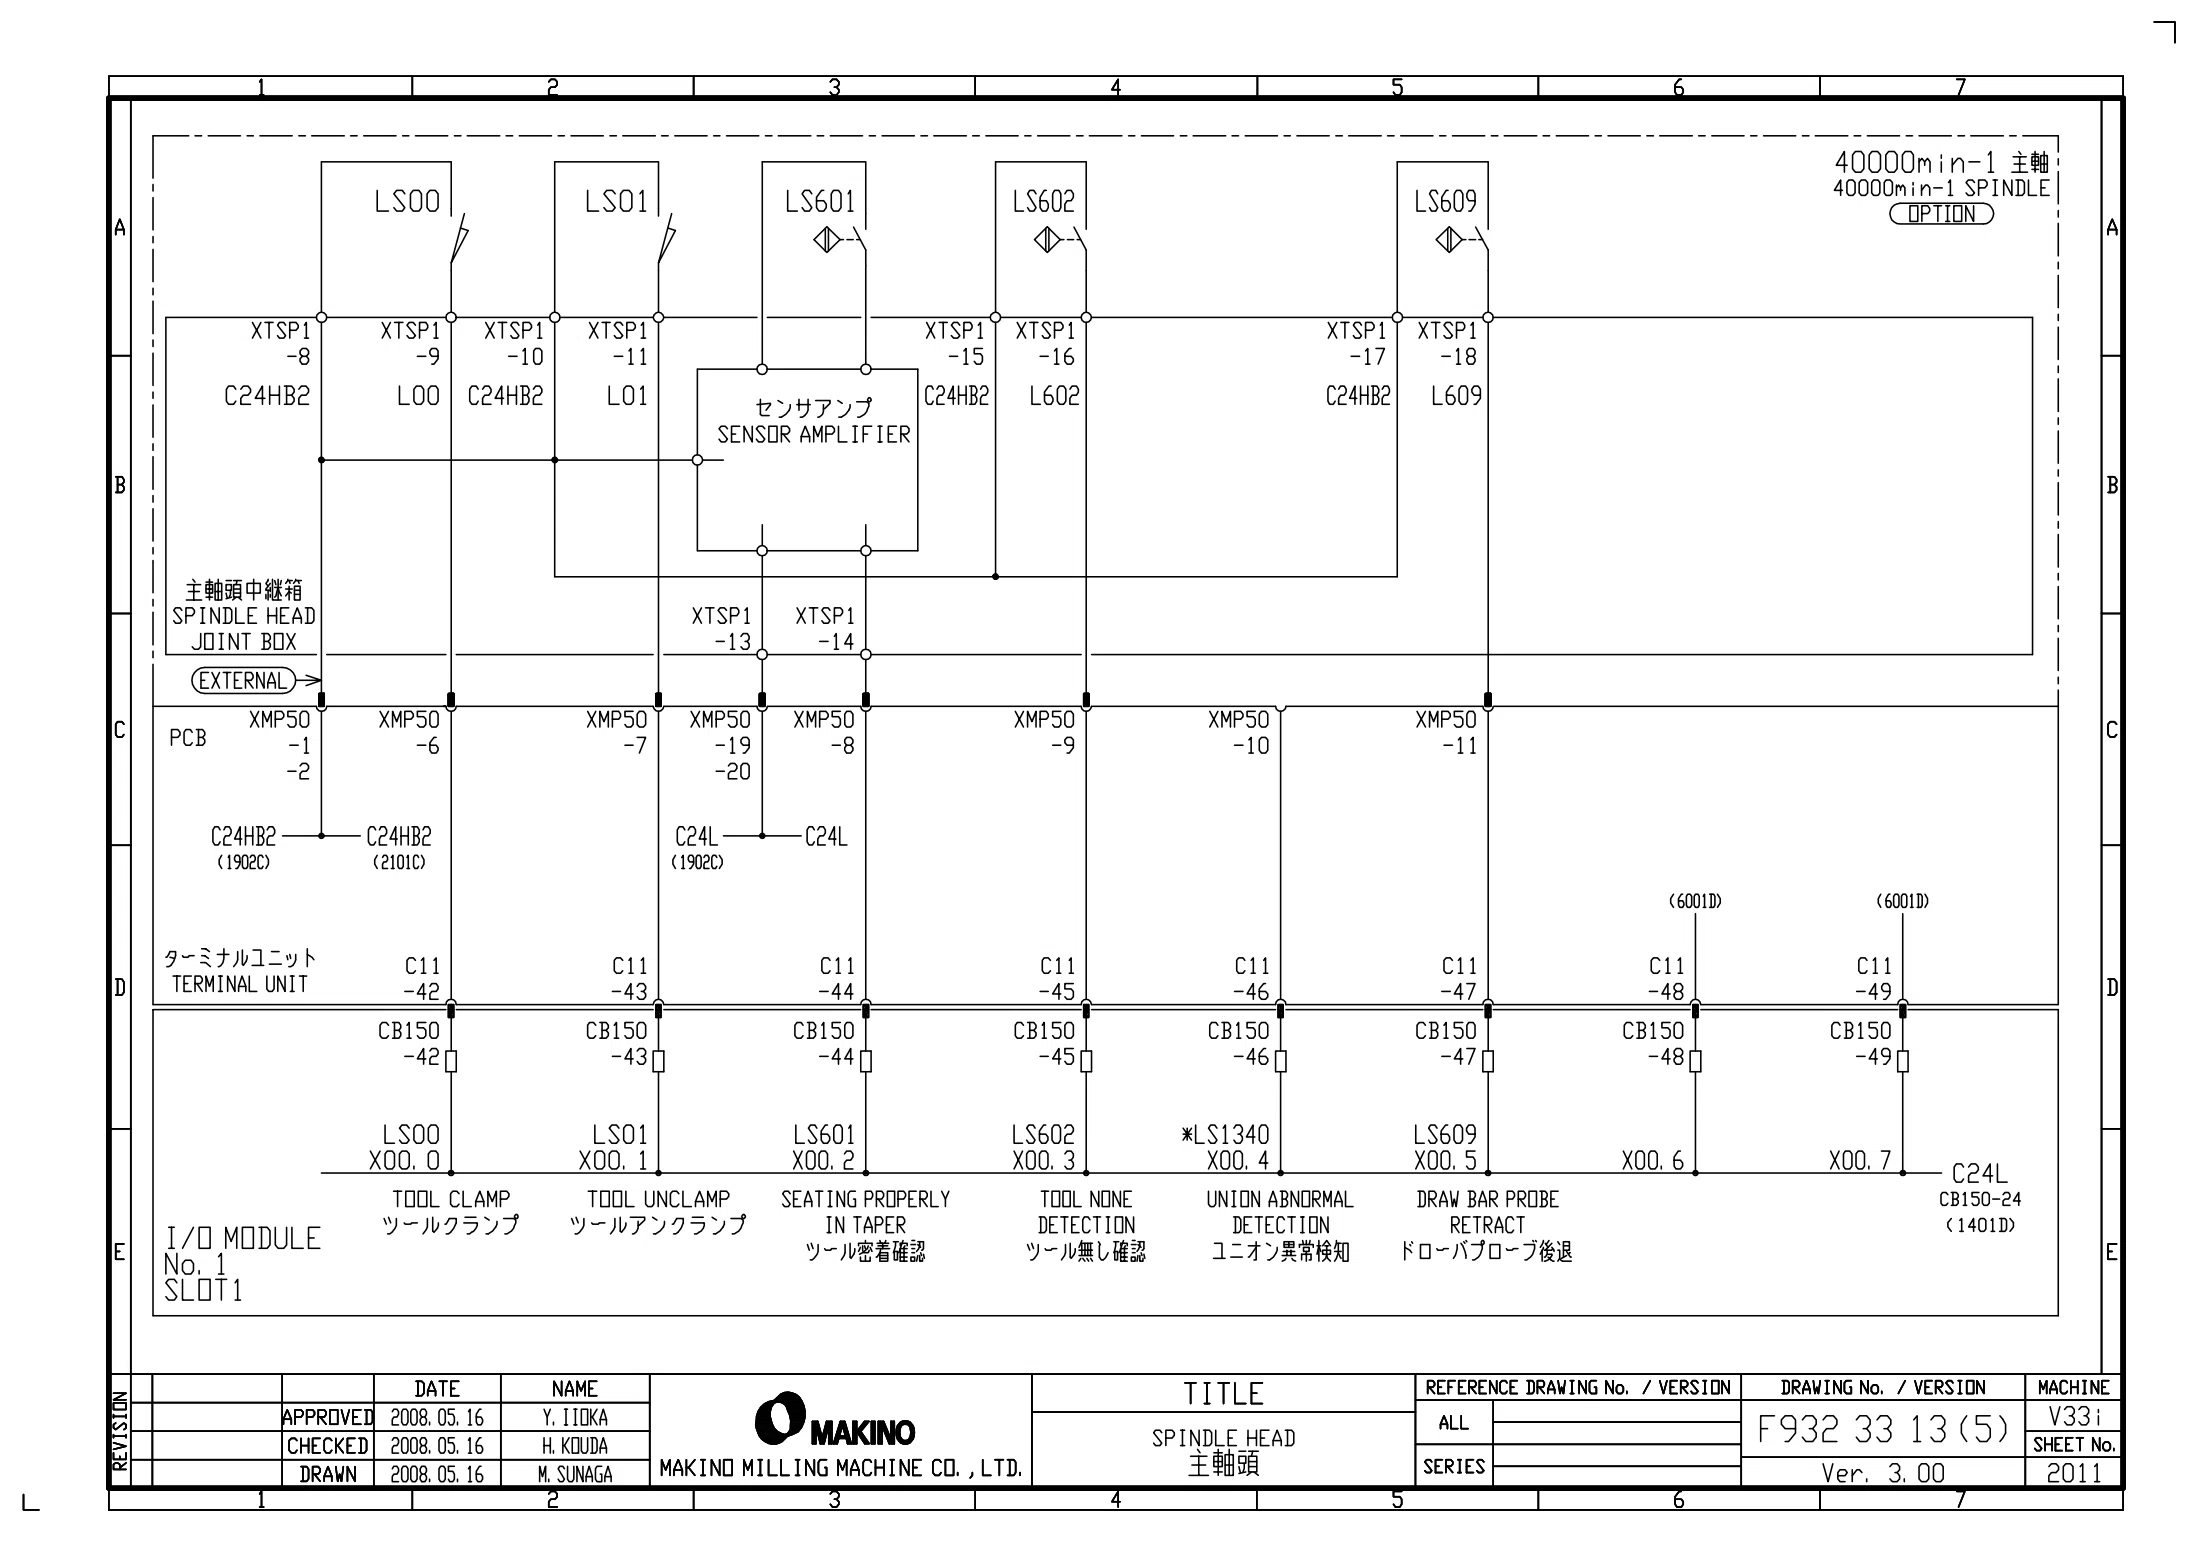 1 2 3 4 5 6 7
A A
B B
C C
D D
E E
40000min-1 主軸
40000min-1 SPINDLE
OPTION
LS00 LS01 LS601 LS602 LS609
XTSP1 XTSP1 XTSP1 XTSP1 XTSP1 XTSP1 XTSP1 XTSP1
-8 -9 -10 -11 -15 -16 -17 -18
C24HB2 L00 C24HB2 L01 C24HB2 L602 C24HB2 L609
センサアンプ
SENSOR AMPLIFIER
主軸頭中継箱
SPINDLE HEAD
JOINT BOX
XTSP1 XTSP1
-13 -14
EXTERNAL
PCB
XMP50 XMP50 XMP50 XMP50 XMP50 XMP50 XMP50 XMP50
-1 -6 -7 -19 -8 -9 -10 -11
-2 -20
C24HB2 C24HB2 C24L C24L
(1902C) (2101C) (1902C)
(6001D) (6001D)
ターミナルユニット
TERMINAL UNIT
C11 C11 C11 C11 C11 C11 C11 C11
-42 -43 -44 -45 -46 -47 -48 -49
CB150 CB150 CB150 CB150 CB150 CB150 CB150 CB150
-42 -43 -44 -45 -46 -47 -48 -49
LS00 LS01 LS601 LS602 *LS1340 LS609
X00.0 X00.1 X00.2 X00.3 X00.4 X00.5 X00.6 X00.7
C24L
CB150-24
(1401D)
TOOL CLAMP
ツールクランプ
TOOL UNCLAMP
ツールアンクランプ
SEATING PROPERLY
IN TAPER
ツール密着確認
TOOL NONE
DETECTION
ツール無し確認
UNION ABNORMAL
DETECTION
ユニオン異常検知
DRAW BAR PROBE
RETRACT
ドローバプローブ後退
I/O MODULE
No. 1
SLOT1
REVISION
DATE NAME
APPROVED 2008.05.16 Y. IIOKA
CHECKED 2008.05.16 H. KOUDA
DRAWN 2008.05.16 M. SUNAGA
MAKINO
MAKINO MILLING MACHINE CO.,LTD.
TITLE
SPINDLE HEAD
主軸頭
REFERENCE DRAWING No. / VERSION
ALL
SERIES
DRAWING No. / VERSION
F932 33 13(5)
Ver. 3.00
MACHINE
V33i
SHEET No.
2011
1 2 3 4 5 6 7